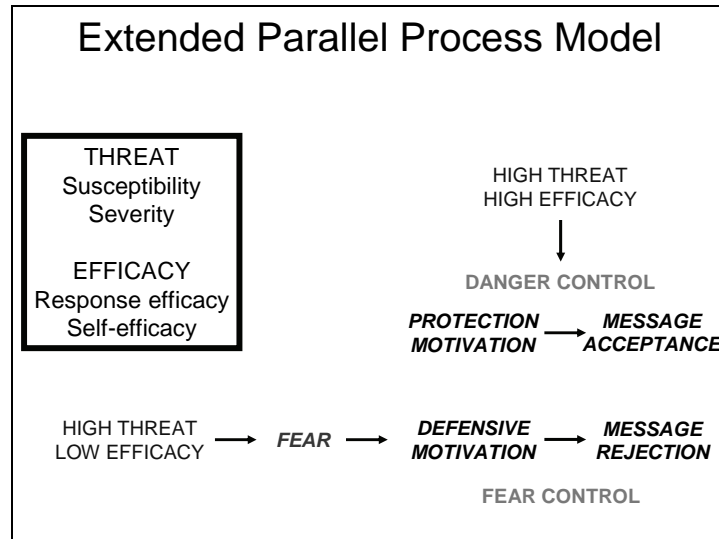 Extended Parallel Process Model
THREAT
Susceptibility
Severity
EFFICACY
Response efficacy
Self-efficacy
HIGH THREAT
HIGH EFFICACY
DANGER CONTROL
PROTECTION
MOTIVATION
MESSAGE
ACCEPTANCE
HIGH THREAT
LOW EFFICACY
FEAR
DEFENSIVE
MOTIVATION
MESSAGE
REJECTION
FEAR CONTROL